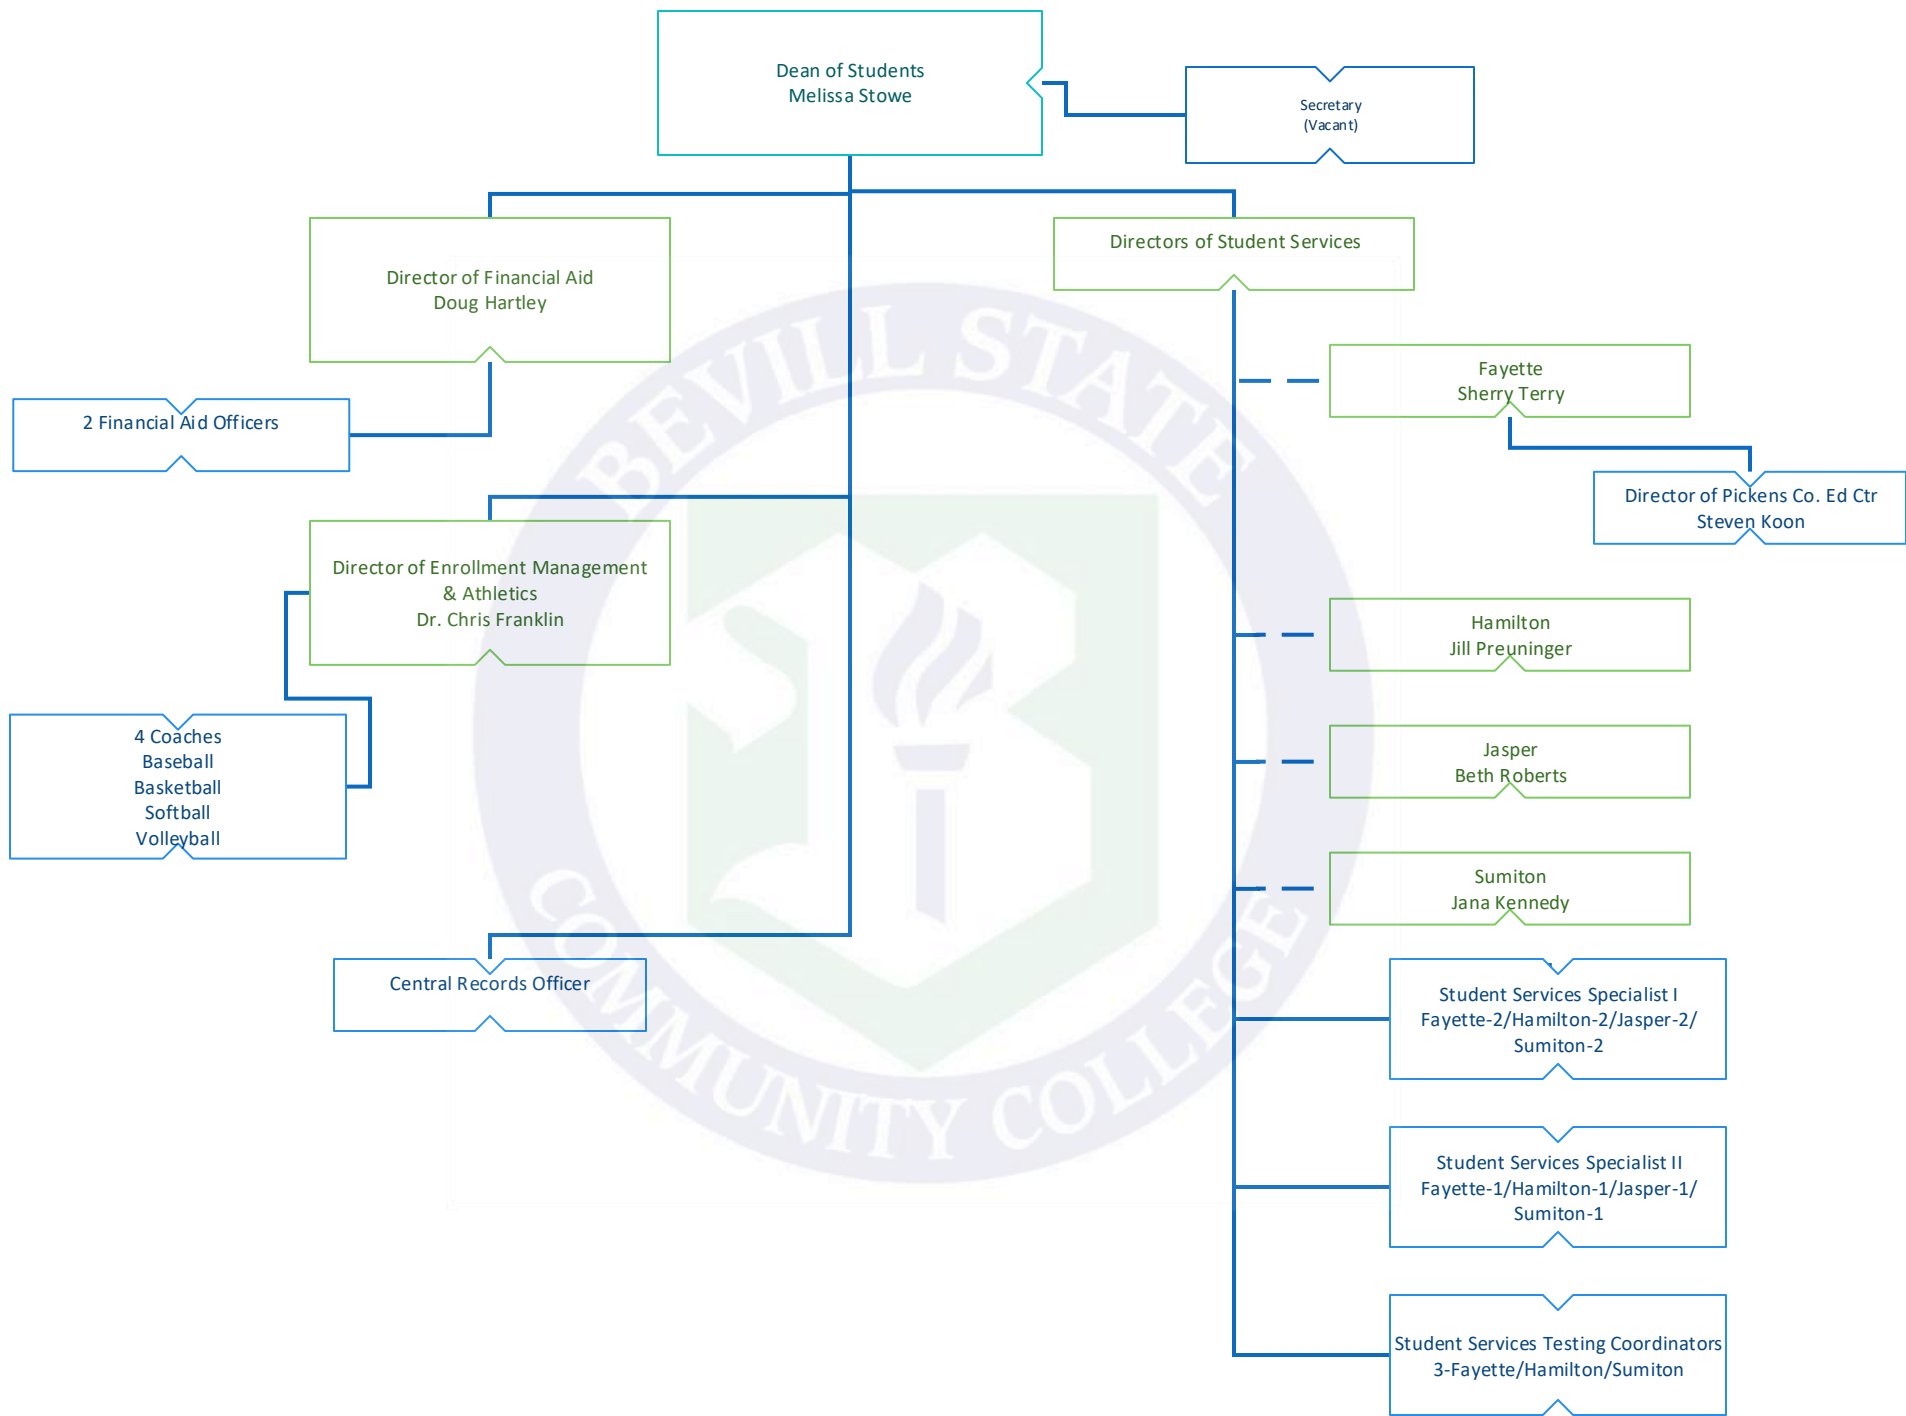 Dean of Students
Melissa Stowe
Secretary
(Vacant)
Director of Financial Aid
Doug Hartley
Directors of Student Services
2 Financial Aid Officers
Fayette
Sherry Terry
Director of Pickens Co. Ed Ctr
Steven Koon
Director of Enrollment Management
& Athletics
Dr. Chris Franklin
Hamilton
Jill Preuninger
4 Coaches
Baseball
Basketball
Softball
Volleyball
Jasper
Beth Roberts
Sumiton
Jana Kennedy
Central Records Officer
Student Services Specialist I
Fayette-2/Hamilton-2/Jasper-2/
Sumiton-2
Student Services Specialist II
Fayette-1/Hamilton-1/Jasper-1/
Sumiton-1
Student Services Testing Coordinators
3-Fayette/Hamilton/Sumiton
BEVILL STATE
COMMUNITY COLLEGE